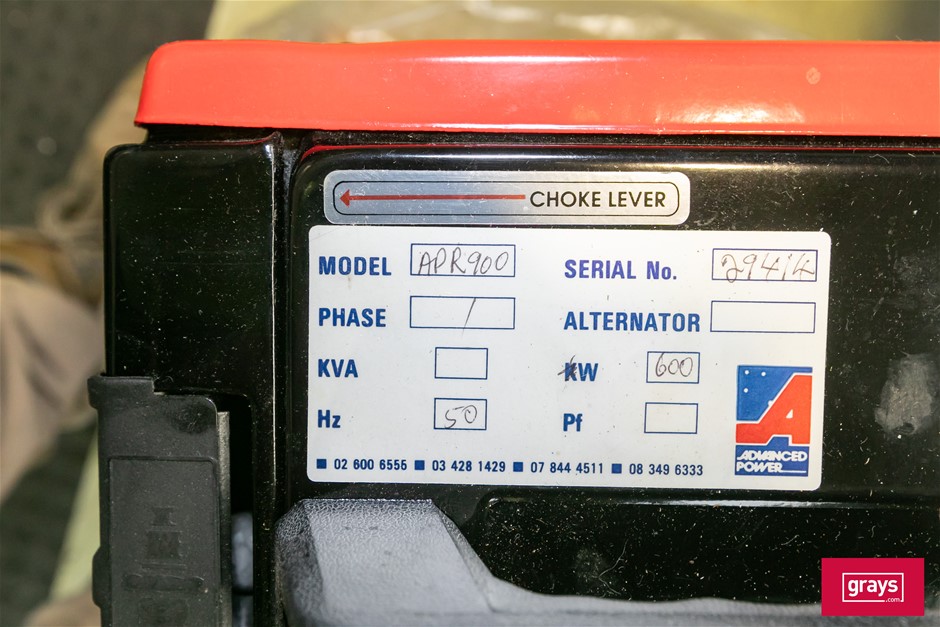 CHOKE LEVER
MODEL APR900 SERIAL No. 29414
PHASE 1 ALTERNATOR
KVA KW 600
Hz 50 Pf
ADVANCED
POWER
02 600 6556 03 428 1429 07 844 4511 08 349 6333
grays
.com